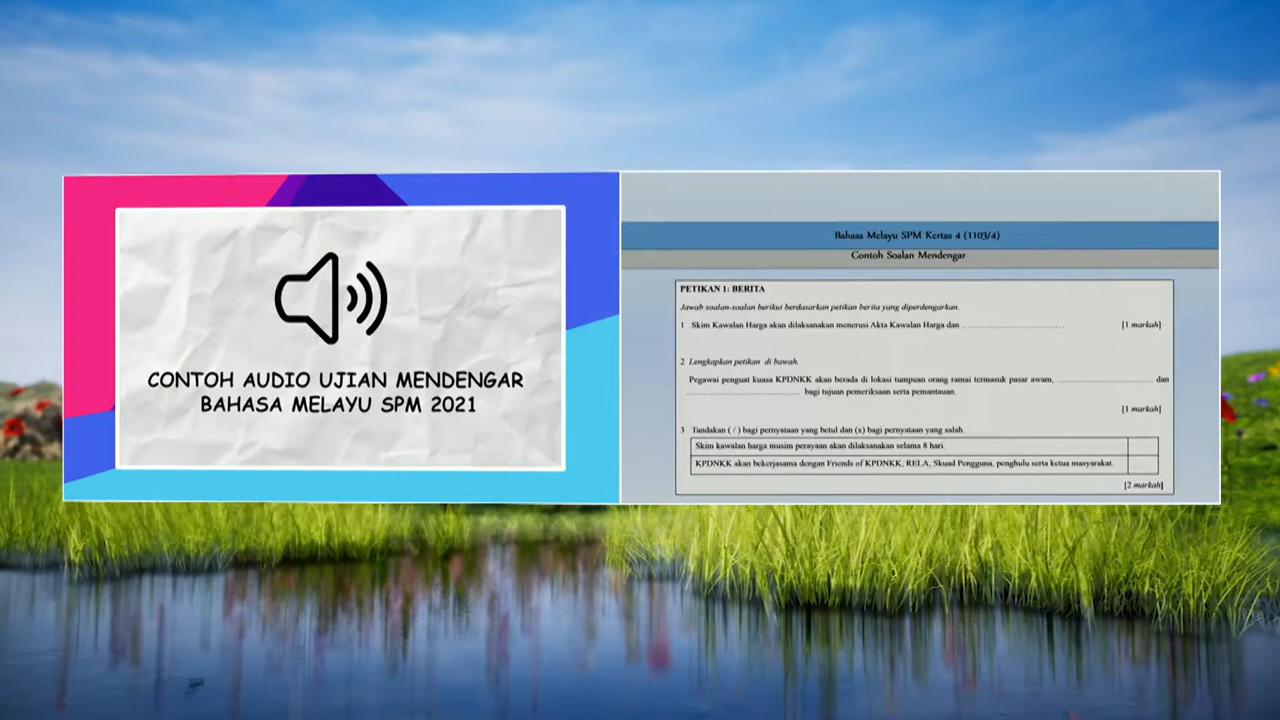 CONTOH AUDIO UJIAN MENDENGAR
BAHASA MELAYU SPM 2021
Bahasa Melayu SPM Kertas 4 (1103/4)
Contoh Soalan Mendengar
PETIKAN 1: BERITA
Jawab soalan-soalan berikut berdasarkan petikan berita yang diperdengarkan.
1 Skim Kawalan Harga akan dilaksanakan menerusi Akta Kawalan Harga dan ................................ [1 markah]
2 Lengkapkan petikan di bawah.
Pegawai penguat kuasa KPDNKK akan berada di lokasi tumpuan orang ramai termasuk pasar awam, ................................ dan
................................ bagi tujuan pemeriksaan serta pemantauan.
[1 markah]
3 Tandakan ( / ) bagi pernyataan yang betul dan (x) bagi pernyataan yang salah.
Skim kawalan harga musim perayaan akan dilaksanakan selama 8 hari.
KPDNKK akan bekerjasama dengan Friends of KPDNKK, RELA, Skuad Pengguna, penghulu serta ketua masyarakat.
[2 markah]